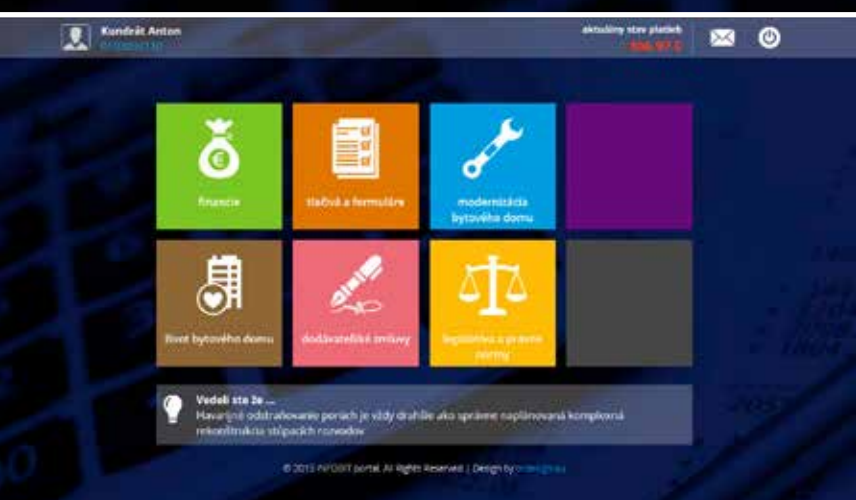 Kundrát Anton
aktuálny stav platieb
financie
tlačivá a formuláre
modernizácia
bytového domu
život bytového domu
dodávateľské zmluvy
legislatíva a právne
normy
Vedeli ste že ...
Havarijné odstraňovanie porúch je vždy drahšie ako správne naplánovaná komplexná
rekonštrukcia stúpacích rozvodov
© 2013 portal. All Rights Reserved | Design by